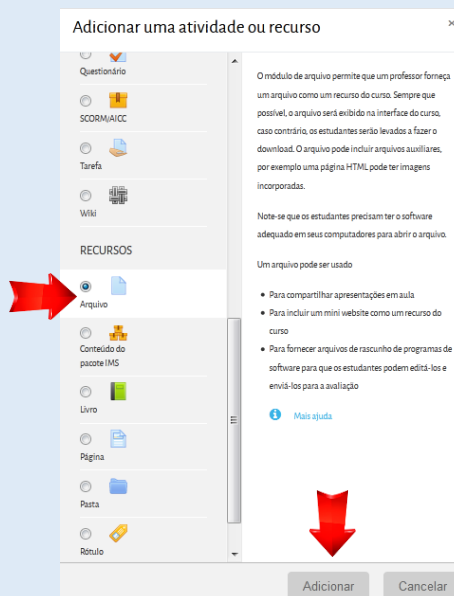 Adicionar uma atividade ou recurso
×
Questionário
SCORM/AICC
Tarefa
Wiki
RECURSOS
Arquivo
Conteúdo do
pacote IMS
Livro
Página
Pasta
Rótulo
O módulo de arquivo permite que um professor forneça
um arquivo como um recurso do curso. Sempre que
possível, o arquivo será exibido na interface do curso,
caso contrário, os estudantes serão levados a fazer o
download. O arquivo pode incluir arquivos auxiliares,
por exemplo uma página HTML pode ter imagens
incorporadas.
Note-se que os estudantes precisam ter o software
adequado em seus computadores para abrir o arquivo.
Um arquivo pode ser usado
• Para compartilhar apresentações em aula
• Para incluir um mini website como um recurso do
curso
• Para fornecer arquivos de rascunho de programas de
software para que os estudantes podem editá-los e
enviá-los para a avaliação
Mais ajuda
Adicionar
Cancelar